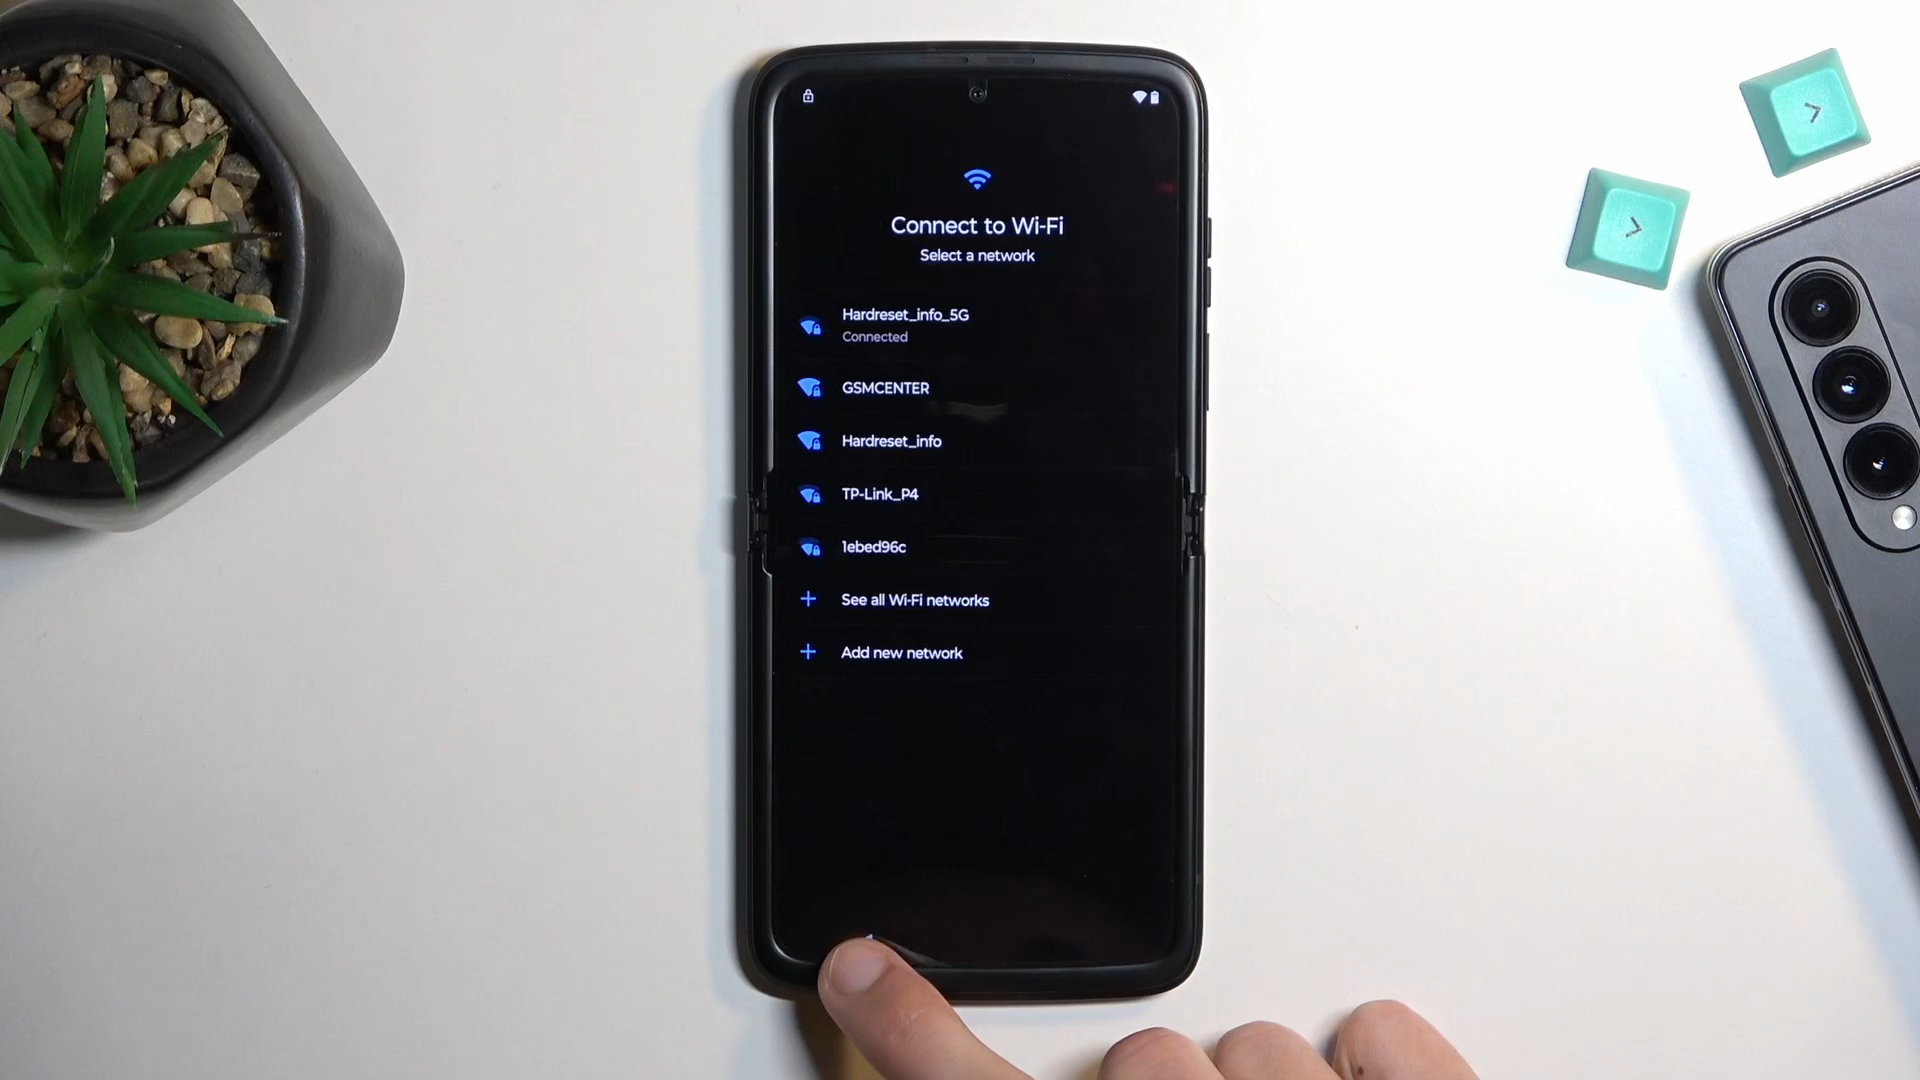 Connect to Wi-Fi
Select a network
Hardreset_info_5G
Connected
GSMCENTER
Hardreset_info
TP-Link_P4
1ebed96c
See all Wi-Fi networks
Add new network